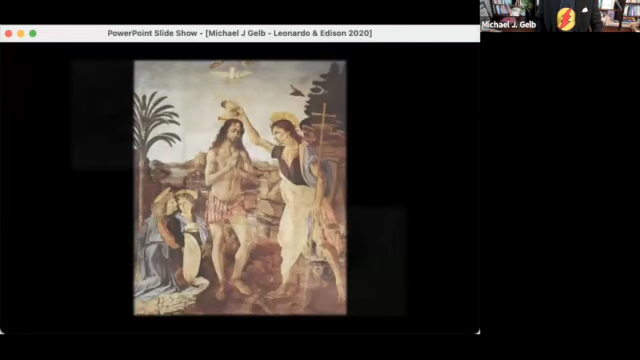 PowerPoint Slide Show - [Michael J Gelb - Leonardo & Edison 2020]
Michael J. Gelb